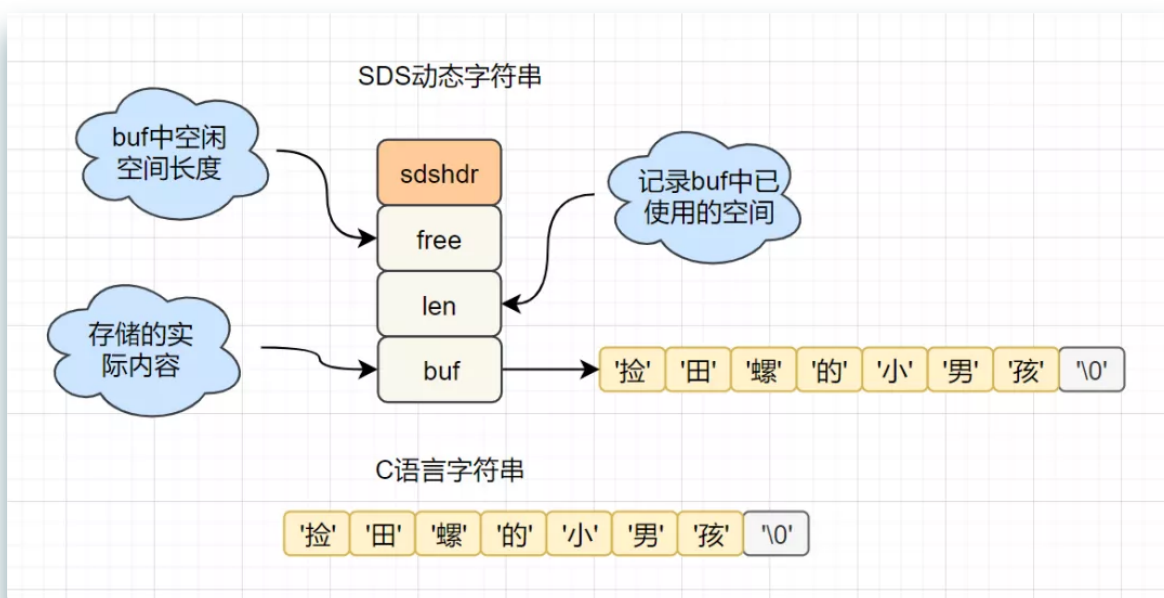 SDS动态字符串
buf中空闲
空间长度
sdshdr
记录buf中已
使用的空间
free
len
存储的实
际内容
buf
'捡' '田' '螺' '的' '小' '男' '孩' '\0'
C语言字符串
'捡' '田' '螺' '的' '小' '男' '孩' '\0'